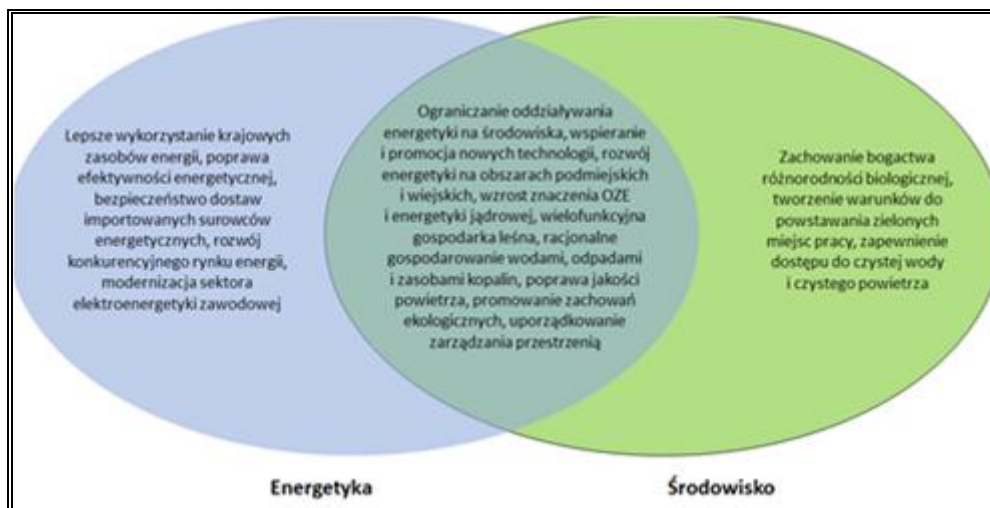 Lepsze wykorzystanie krajowych
zasobów energii, poprawa
efektywności energetycznej,
bezpieczeństwo dostaw
importowanych surowców
energetycznych, rozwój
konkurencyjnego rynku energii,
modernizacja sektora
elektroenergetyki zawodowej
Ograniczanie oddziaływania
energetyki na środowiska, wspieranie
i promocja nowych technologii, rozwój
energetyki na obszarach podmiejskich
i wiejskich, wzrost znaczenia OZE
i energetyki jądrowej, wielofunkcyjna
gospodarka leśna, racjonalne
gospodarowanie wodami, odpadami
i zasobami kopalin, poprawa jakości
powietrza, promowanie zachowań
ekologicznych, uporządkowanie
zarządzania przestrzenią
Zachowanie bogactwa
różnorodności biologicznej,
tworzenie warunków do
powstawania zielonych
miejsc pracy, zapewnienie
dostępu do czystej wody
i czystego powietrza
Energetyka
Środowisko